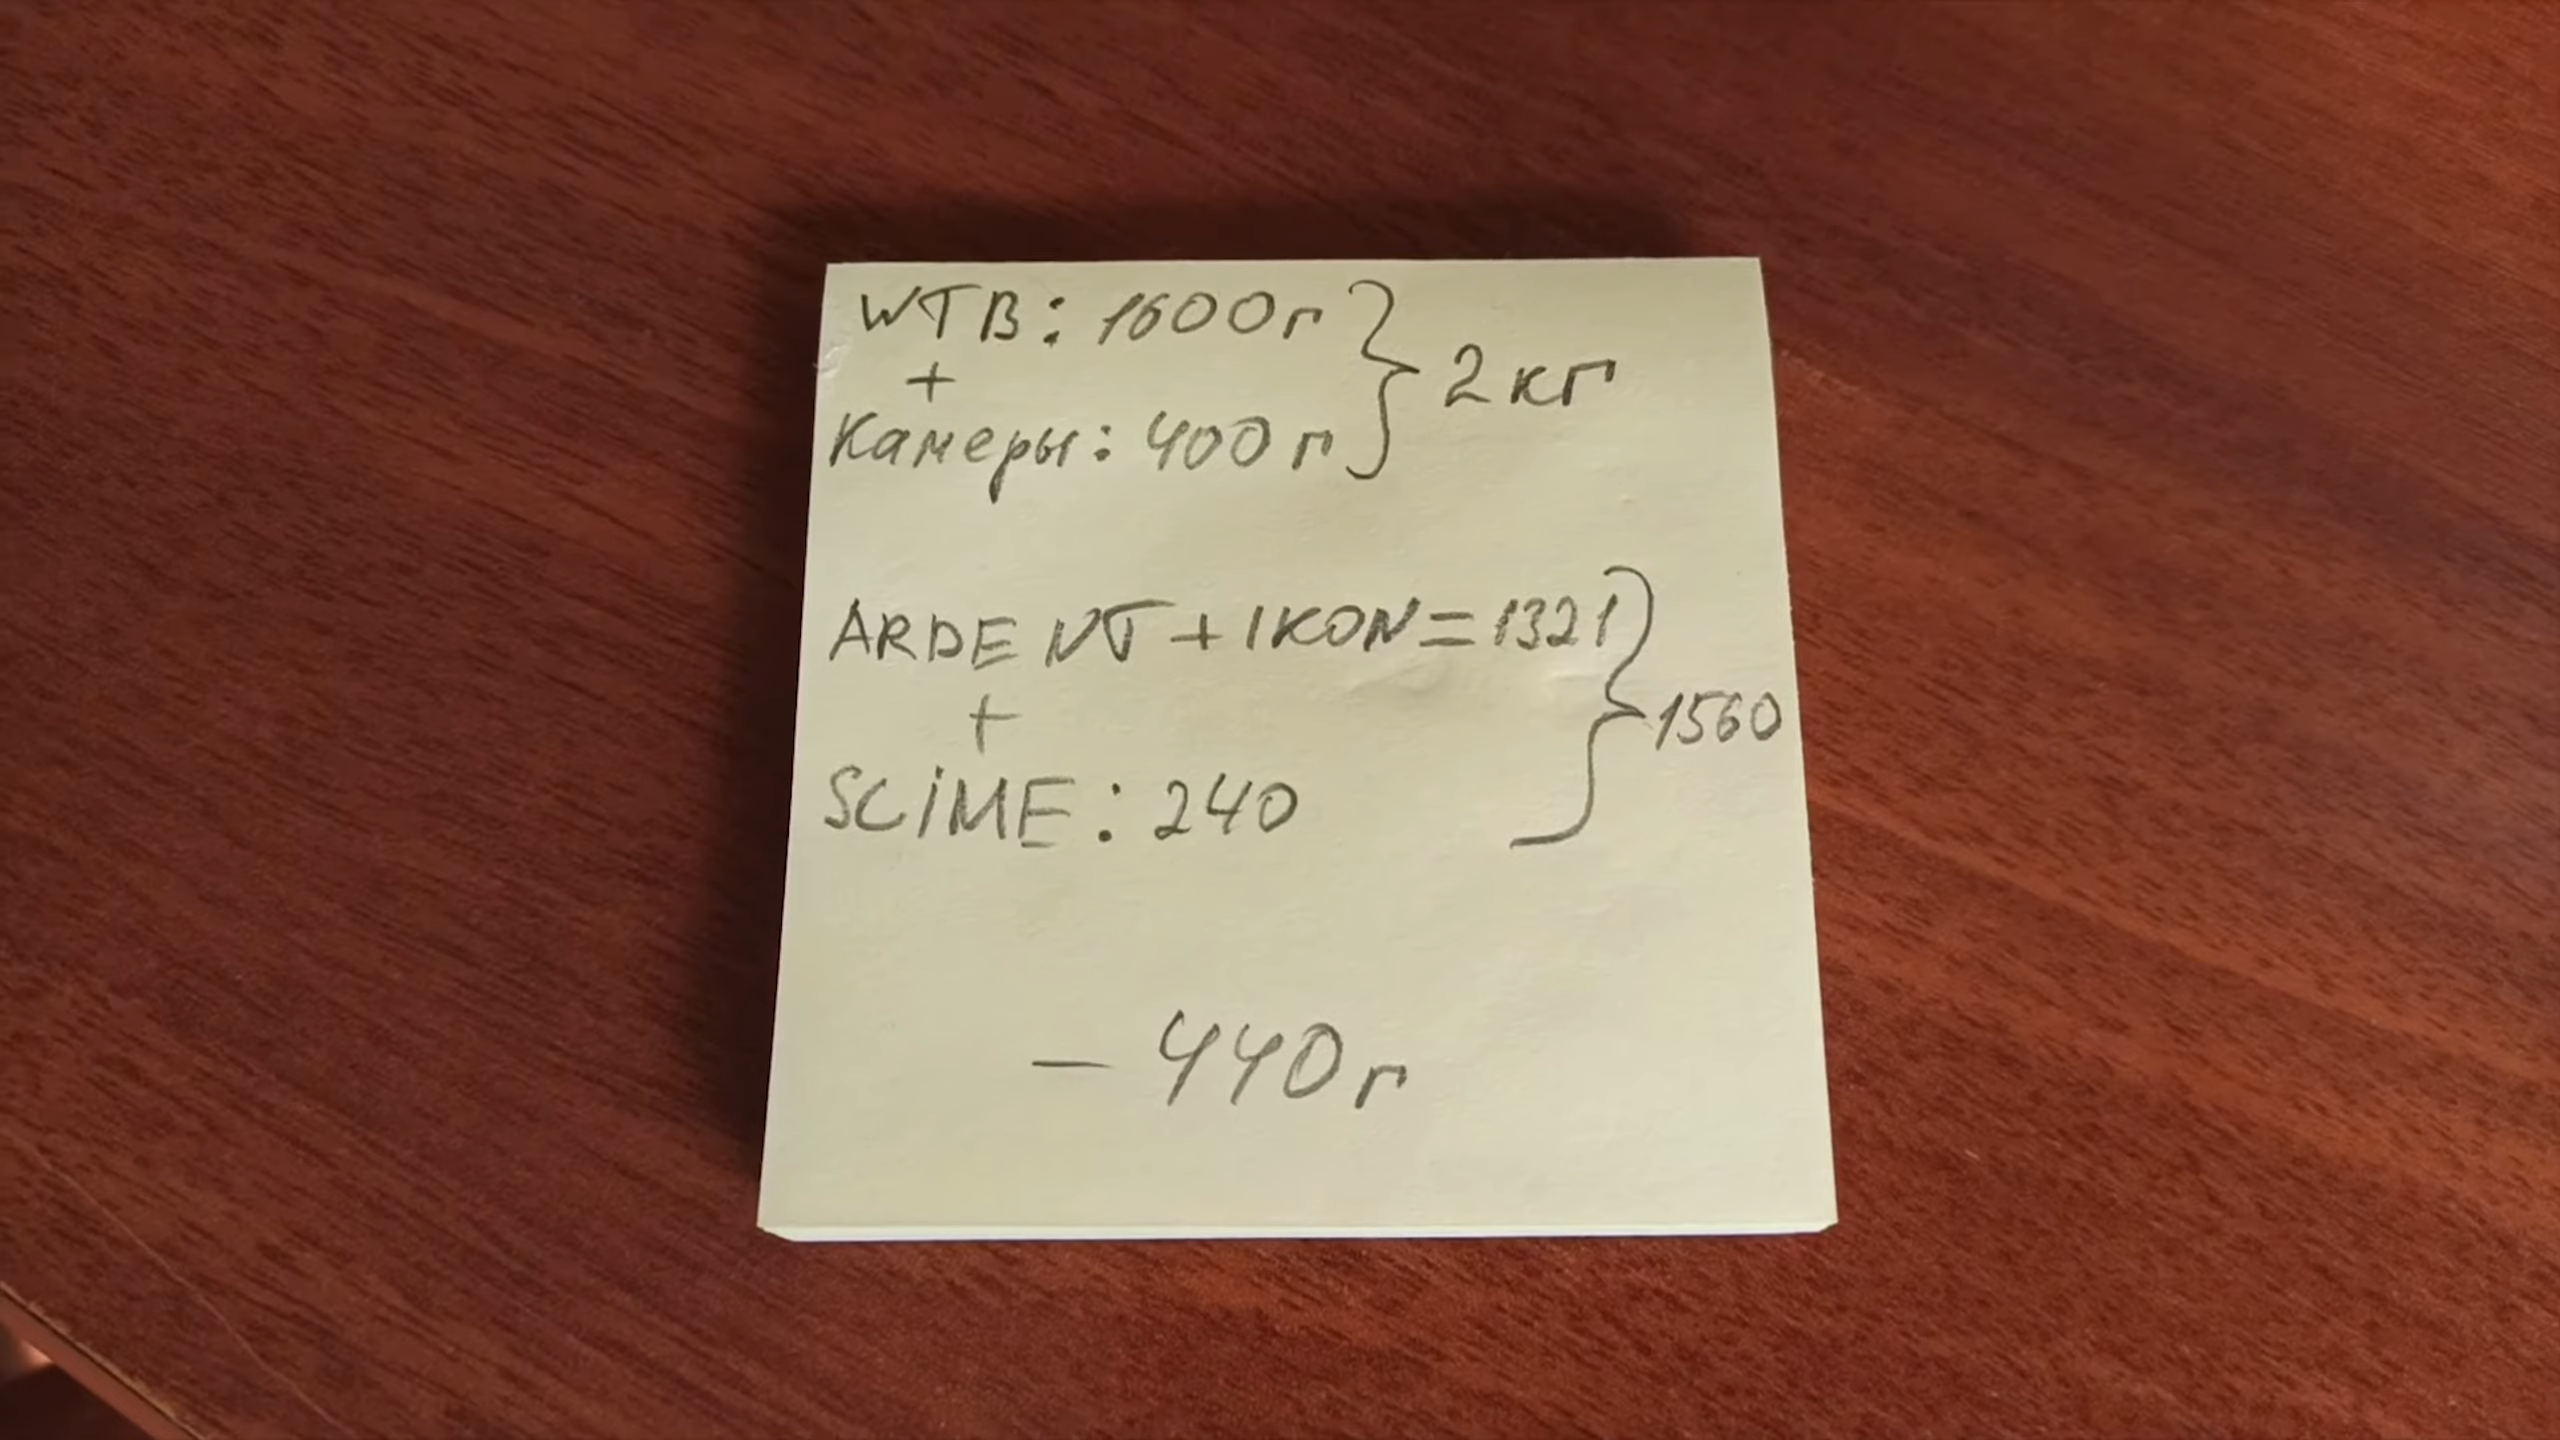 WTB: 1600г
+
Камеры: 400г
} 2кг
ARDENT + IKON = 1321
+
SCiME: 240
} 1560
- 440г